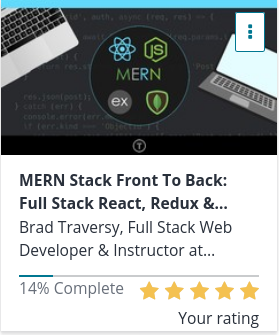 JS
MERN
ex
MERN Stack Front To Back:
Full Stack React, Redux &...
Brad Traversy, Full Stack Web
Developer & Instructor at...
14% Complete
Your rating